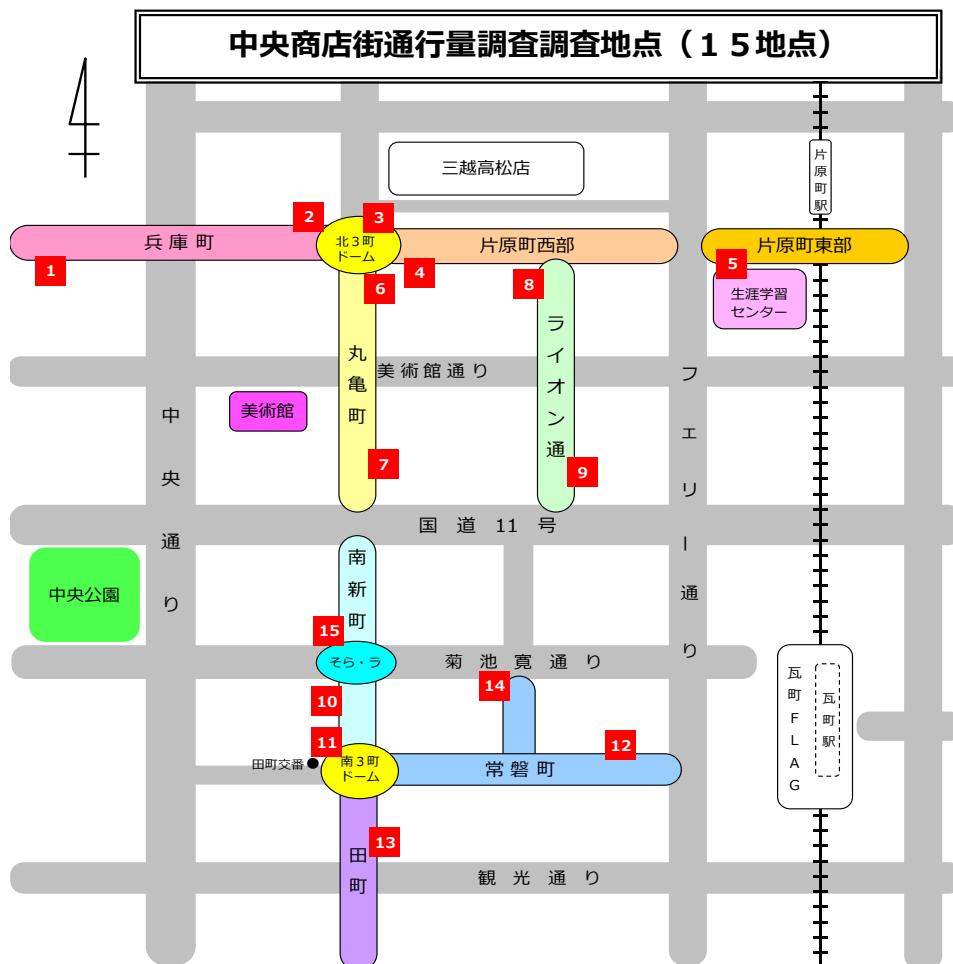 中央商店街通行量調査調査地点（１５地点）
三越高松店
片原町駅
2
3
北3町
ドーム
兵庫町
片原町西部
片原町東部
1
4
5
6
8
生涯学習
センター
丸亀町
ライオン通
美術館通り
フェリー通り
美術館
中央通り
7
9
国道11号
南新町
中央公園
15
そら・ラ
菊池寛通り
14
10
瓦町FLAG
瓦町駅
11
12
田町交番
南3町
ドーム
常磐町
13
田町
観光通り